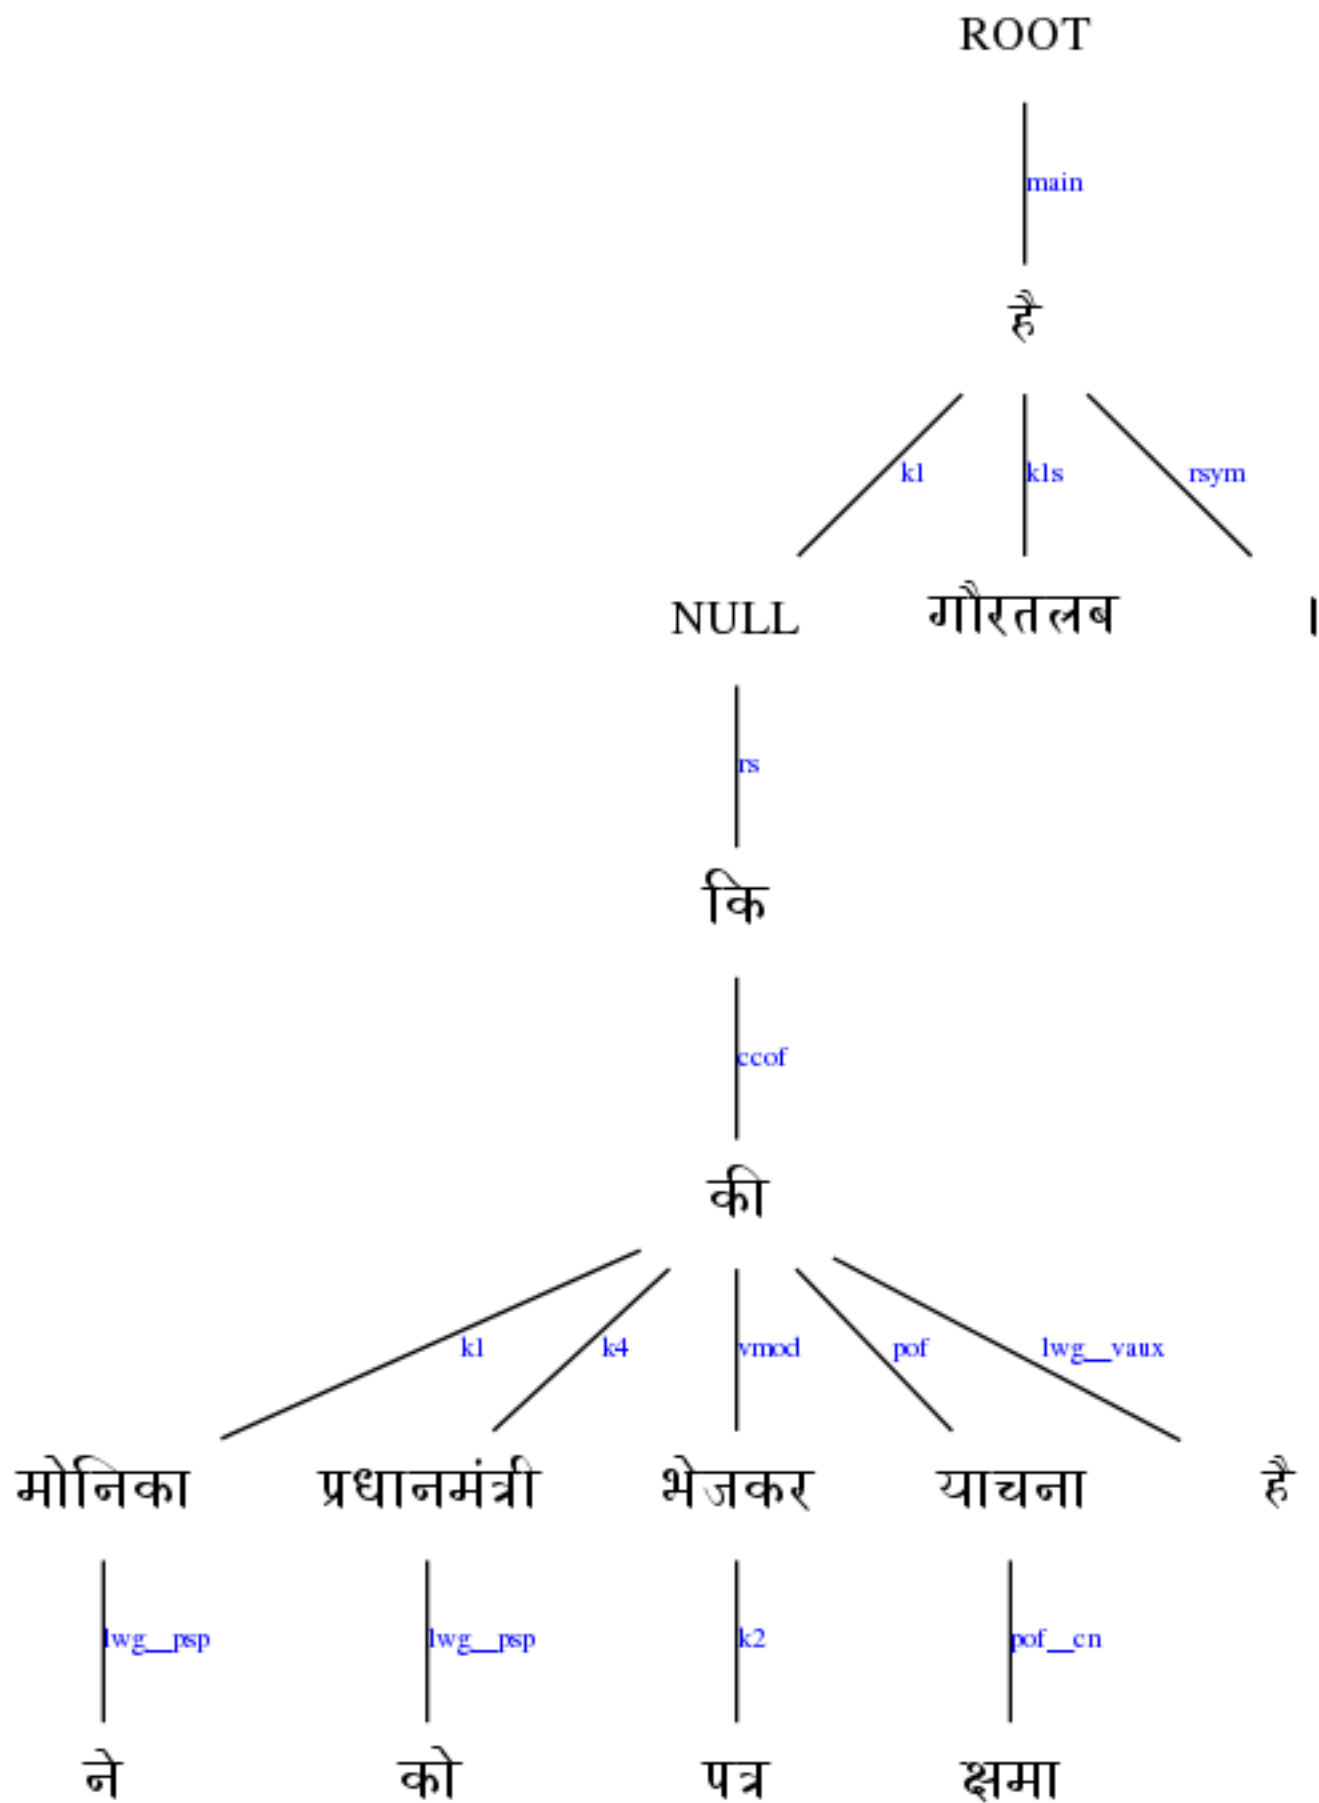 ROOT
main
है
k1 k1s rsym
NULL गौरतलब ।
rs
कि
ccof
की
k1 k4 vmod pof lwg__vaux
मोनिका प्रधानमंत्री भेजकर याचना है
lwg__psp lwg__psp k2 pof__cn
ने को पत्र क्षमा